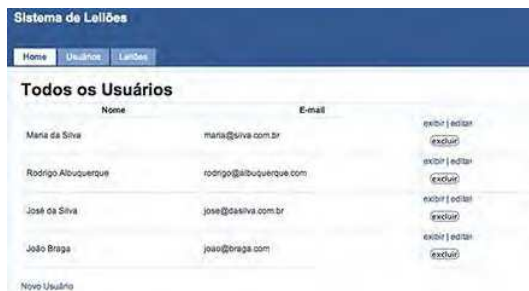 Sistema de Leilões
Home Usuários Leilões
Todos os Usuários
Nome E-mail
Maria da Silva maria@silva.com.br exibir | editar
excluir
Rodrigo Albuquerque rodrigo@albuquerque.com exibir | editar
excluir
José da Silva jose@dasilva.com.br exibir | editar
excluir
João Braga joao@braga.com exibir | editar
excluir
Novo Usuário